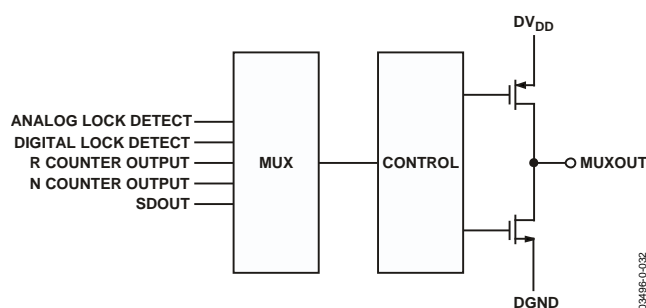 DVDD
ANALOG LOCK DETECT
DIGITAL LOCK DETECT
R COUNTER OUTPUT
N COUNTER OUTPUT
SDOUT
MUX
CONTROL
MUXOUT
DGND
03496-0-032